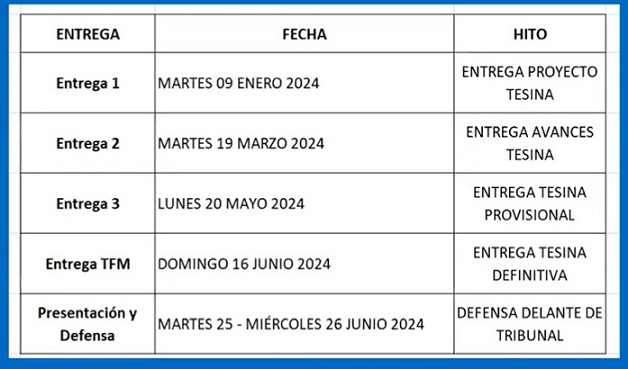 ENTREGA FECHA HITO
Entrega 1 MARTES 09 ENERO 2024 ENTREGA PROYECTO
TESINA
Entrega 2 MARTES 19 MARZO 2024 ENTREGA AVANCES
TESINA
Entrega 3 LUNES 20 MAYO 2024 ENTREGA TESINA
PROVISIONAL
Entrega TFM DOMINGO 16 JUNIO 2024 ENTREGA TESINA
DEFINITIVA
Presentación y
Defensa MARTES 25 - MIÉRCOLES 26 JUNIO 2024 DEFENSA DELANTE DE
TRIBUNAL